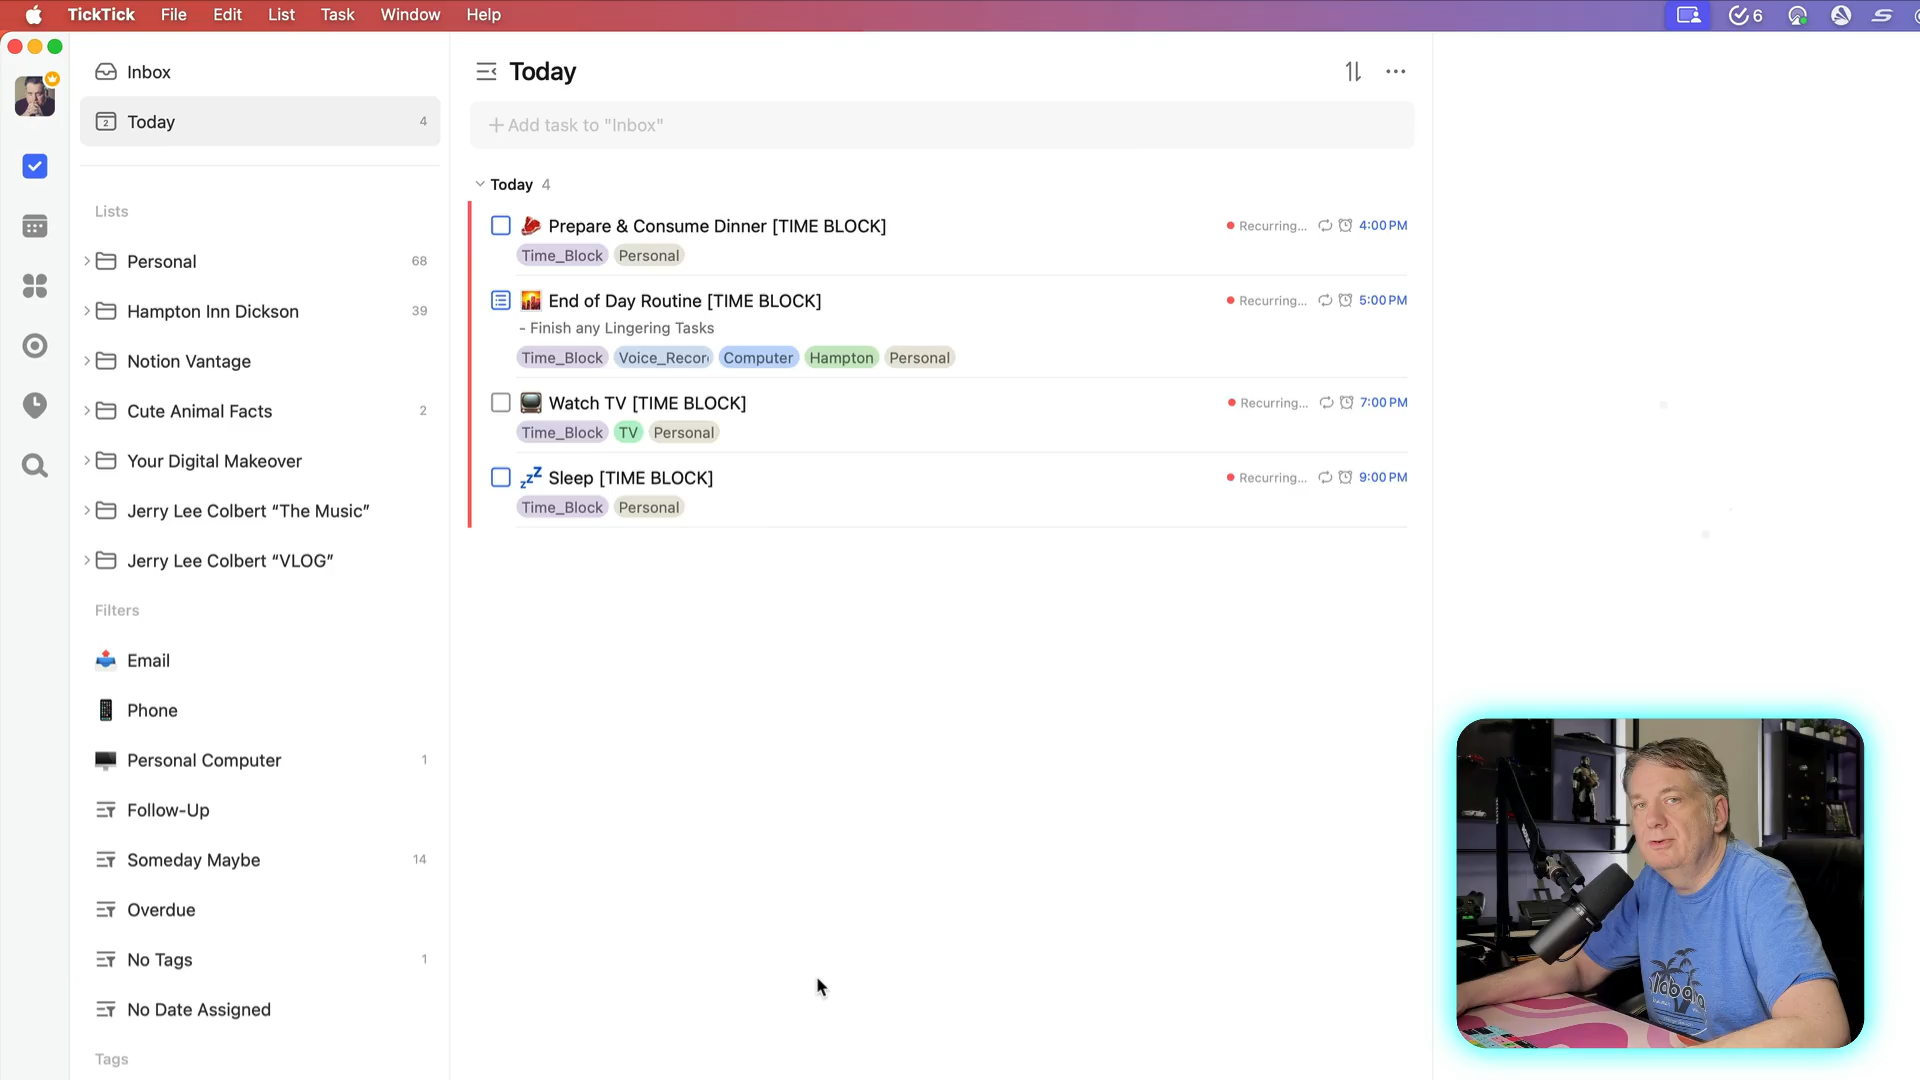 TickTick File Edit List Task Window Help 6
Inbox
Today 4
Lists
Personal 68
Hampton Inn Dickson 39
Notion Vantage
Cute Animal Facts 2
Your Digital Makeover
Jerry Lee Colbert “The Music”
Jerry Lee Colbert “VLOG”
Filters
Email
Phone
Personal Computer 1
Follow-Up
Someday Maybe 14
Overdue
No Tags 1
No Date Assigned
Tags
Today
+ Add task to "Inbox"
Today 4
Prepare & Consume Dinner [TIME BLOCK] Recurring... 4:00 PM
Time_Block Personal
End of Day Routine [TIME BLOCK] Recurring... 5:00 PM
- Finish any Lingering Tasks
Time_Block Voice_Recor Computer Hampton Personal
Watch TV [TIME BLOCK] Recurring... 7:00 PM
Time_Block TV Personal
zzZ Sleep [TIME BLOCK] Recurring... 9:00 PM
Time_Block Personal